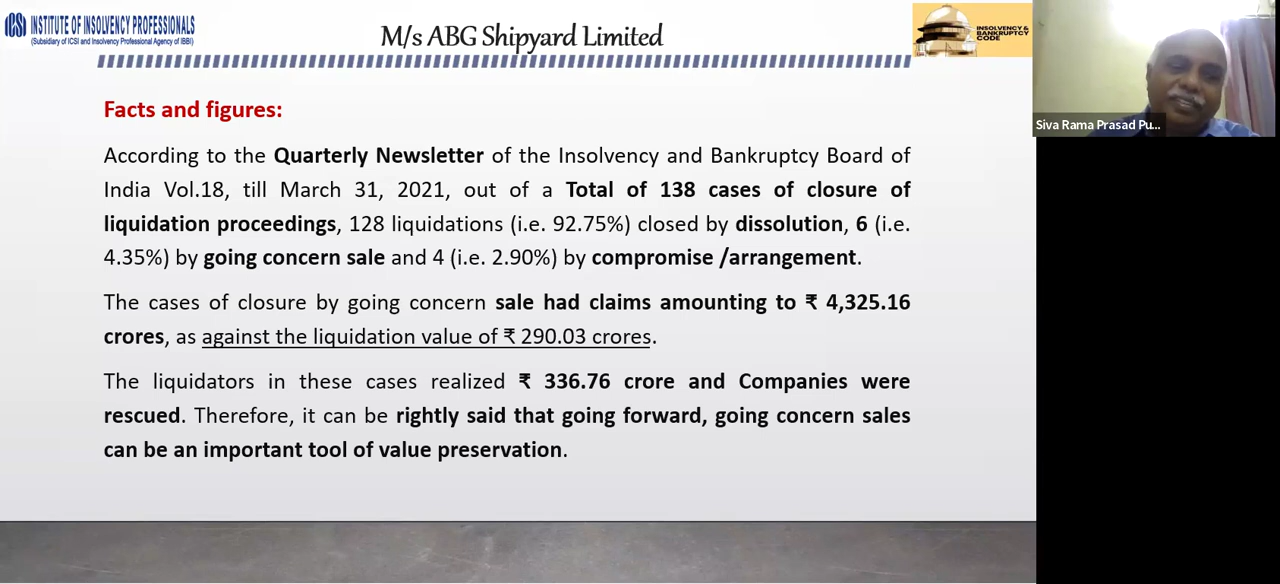 ICSI INSTITUTE OF INSOLVENCY PROFESSIONALS
(Subsidiary of ICSI and Insolvency Professional Agency of IBBI)
M/s ABG Shipyard Limited
INSOLVENCY &
BANKRUPTCY
CODE
Siva Rama Prasad Pu...
Facts and figures:
According to the Quarterly Newsletter of the Insolvency and Bankruptcy Board of
India Vol.18, till March 31, 2021, out of a Total of 138 cases of closure of
liquidation proceedings, 128 liquidations (i.e. 92.75%) closed by dissolution, 6 (i.e.
4.35%) by going concern sale and 4 (i.e. 2.90%) by compromise /arrangement.
The cases of closure by going concern sale had claims amounting to ₹ 4,325.16
crores, as against the liquidation value of ₹ 290.03 crores.
The liquidators in these cases realized ₹ 336.76 crore and Companies were
rescued. Therefore, it can be rightly said that going forward, going concern sales
can be an important tool of value preservation.